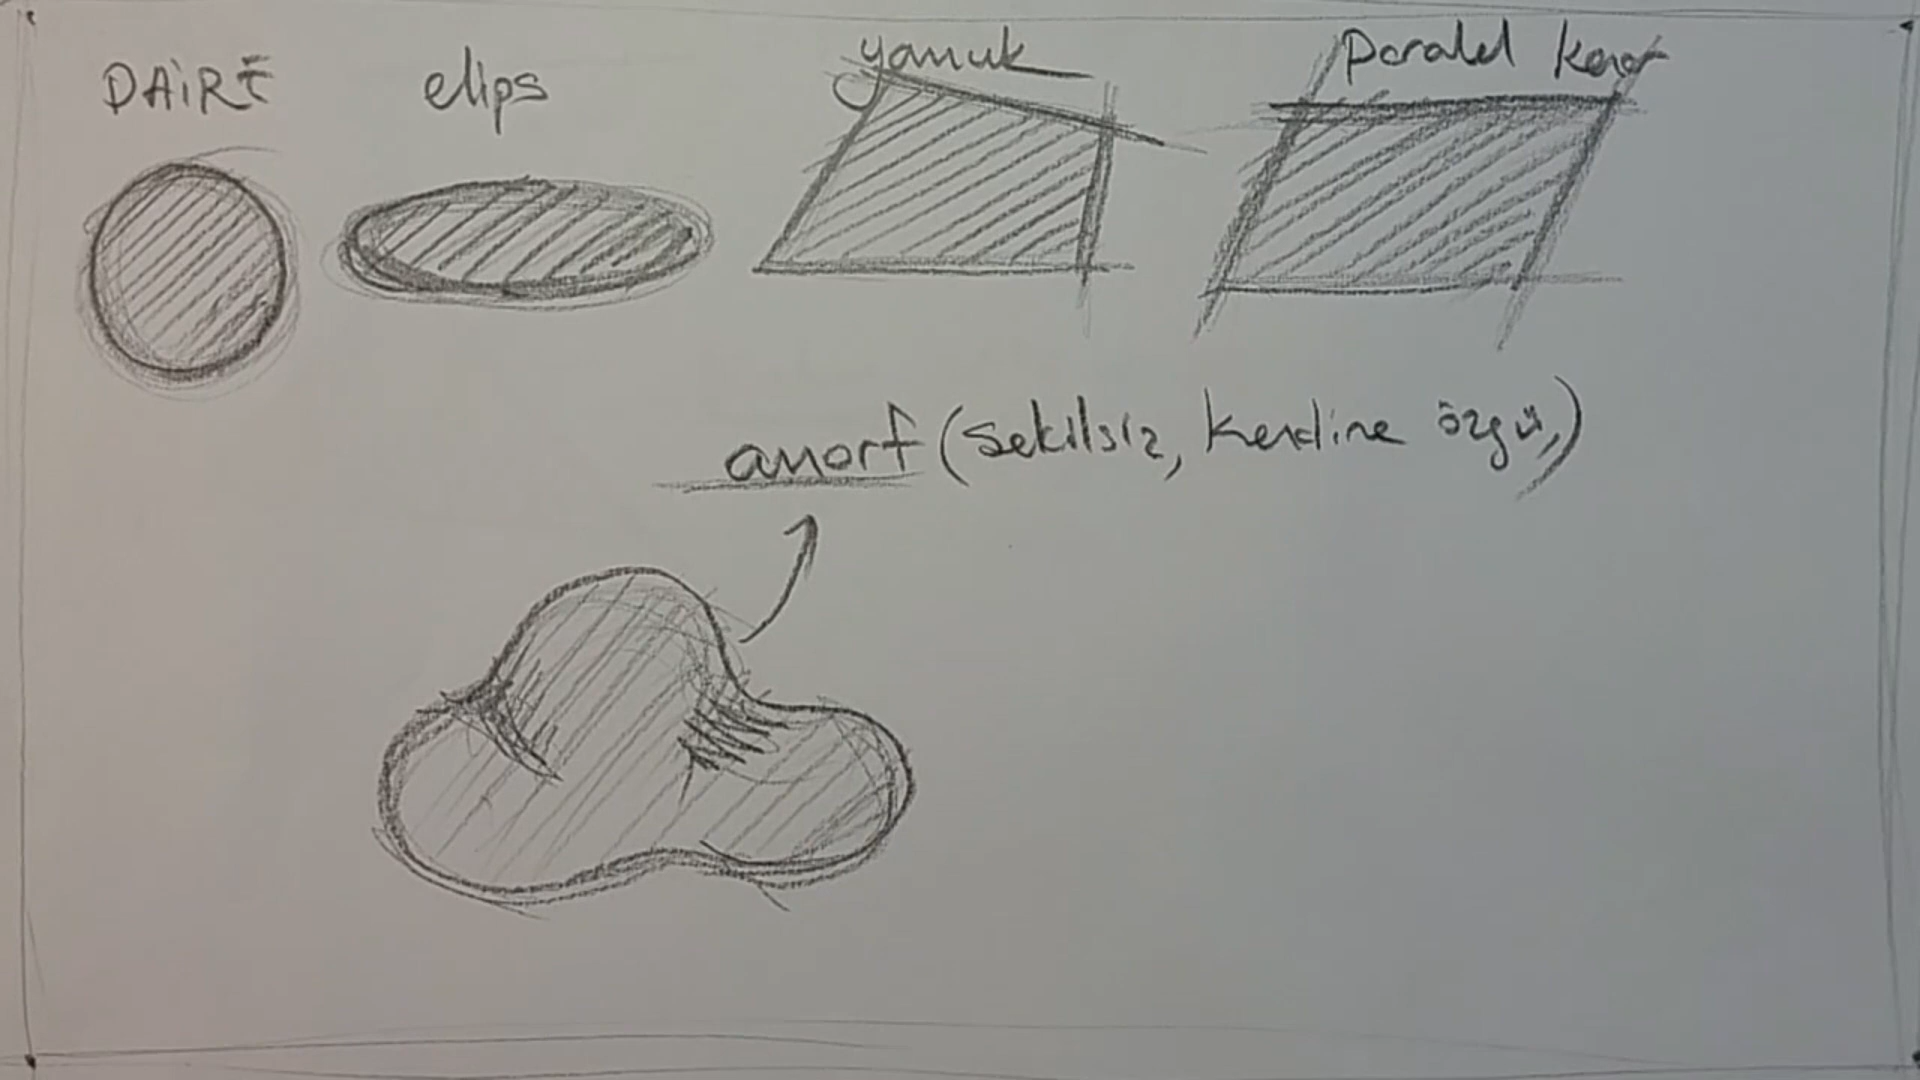 DAİRE
elips
yamuk
Paralel kenar
amorf (şekilsiz, kendine özgü,)